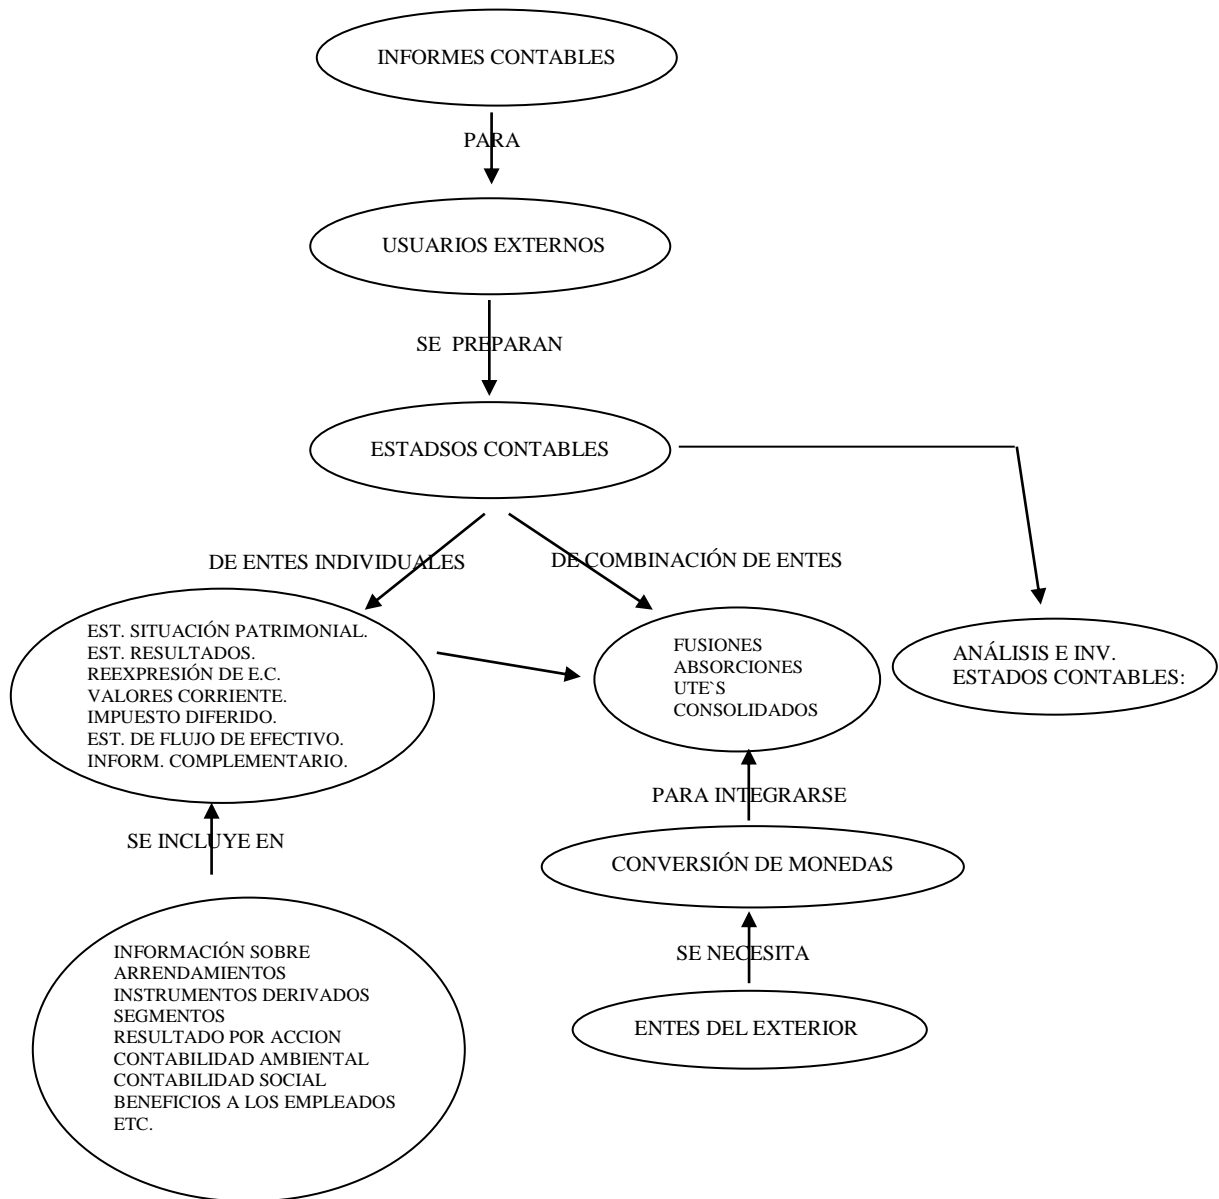 INFORMES CONTABLES
PARA
USUARIOS EXTERNOS
SE PREPARAN
ESTADSOS CONTABLES
DE ENTES INDIVIDUALES
DE COMBINACIÓN DE ENTES
EST. SITUACIÓN PATRIMONIAL.
EST. RESULTADOS.
REEXPRESIÓN DE E.C.
VALORES CORRIENTE.
IMPUESTO DIFERIDO.
EST. DE FLUJO DE EFECTIVO.
INFORM. COMPLEMENTARIO.
FUSIONES
ABSORCIONES
UTE`S
CONSOLIDADOS
ANÁLISIS E INV.
ESTADOS CONTABLES:
SE INCLUYE EN
PARA INTEGRARSE
CONVERSIÓN DE MONEDAS
SE NECESITA
ENTES DEL EXTERIOR
INFORMACIÓN SOBRE
ARRENDAMIENTOS
INSTRUMENTOS DERIVADOS
SEGMENTOS
RESULTADO POR ACCION
CONTABILIDAD AMBIENTAL
CONTABILIDAD SOCIAL
BENEFICIOS A LOS EMPLEADOS
ETC.